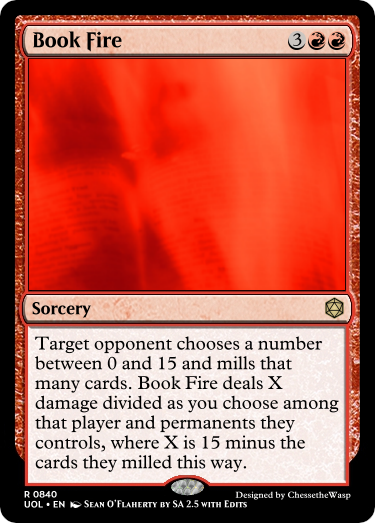 Book Fire
3
Sorcery
Target opponent chooses a number
between 0 and 15 and mills that
many cards. Book Fire deals X
damage divided as you choose among
that player and permanents they
controls, where X is 15 minus the
cards they milled this way.
R 0840
UOL • EN Sean O'Flaherty by SA 2.5 with Edits
Designed by ChessetheWasp